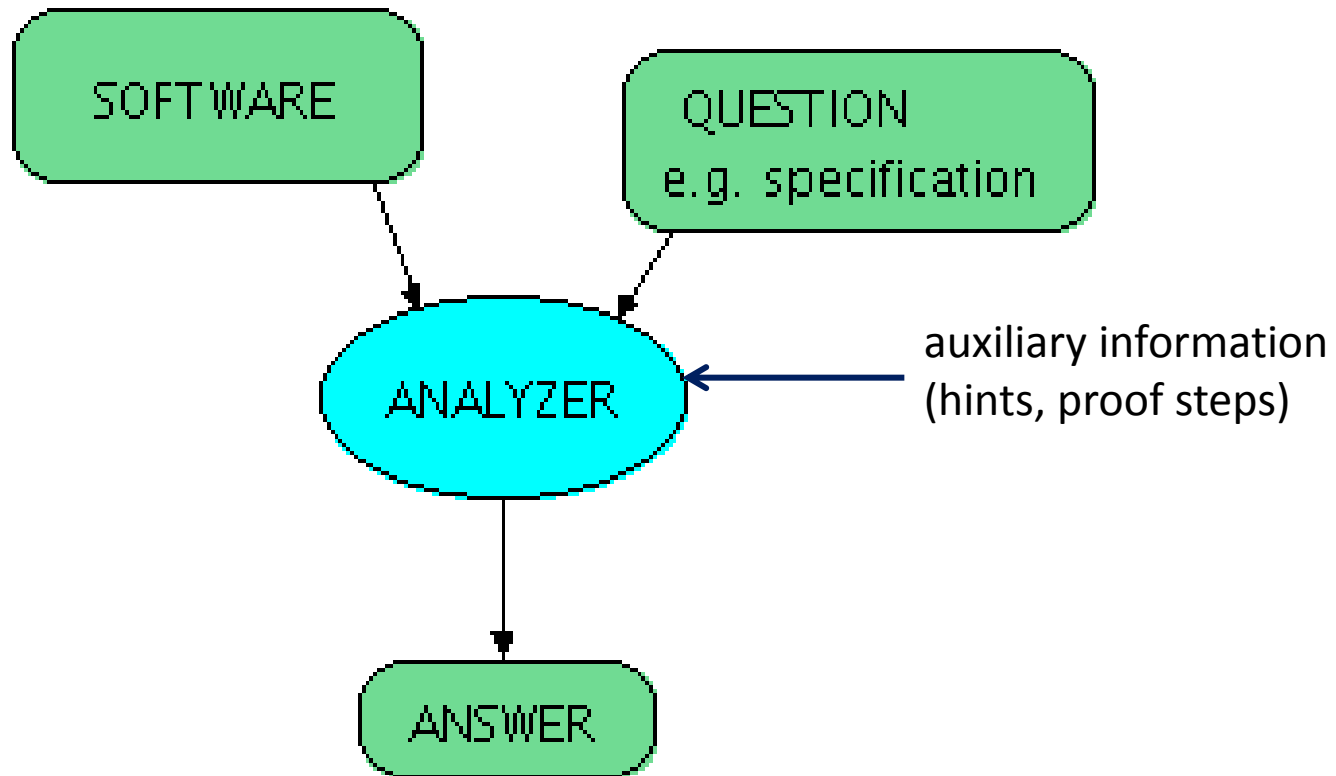 SOFTWARE
QUESTION
e.g. specification
ANALYZER
auxiliary information
(hints, proof steps)
ANSWER